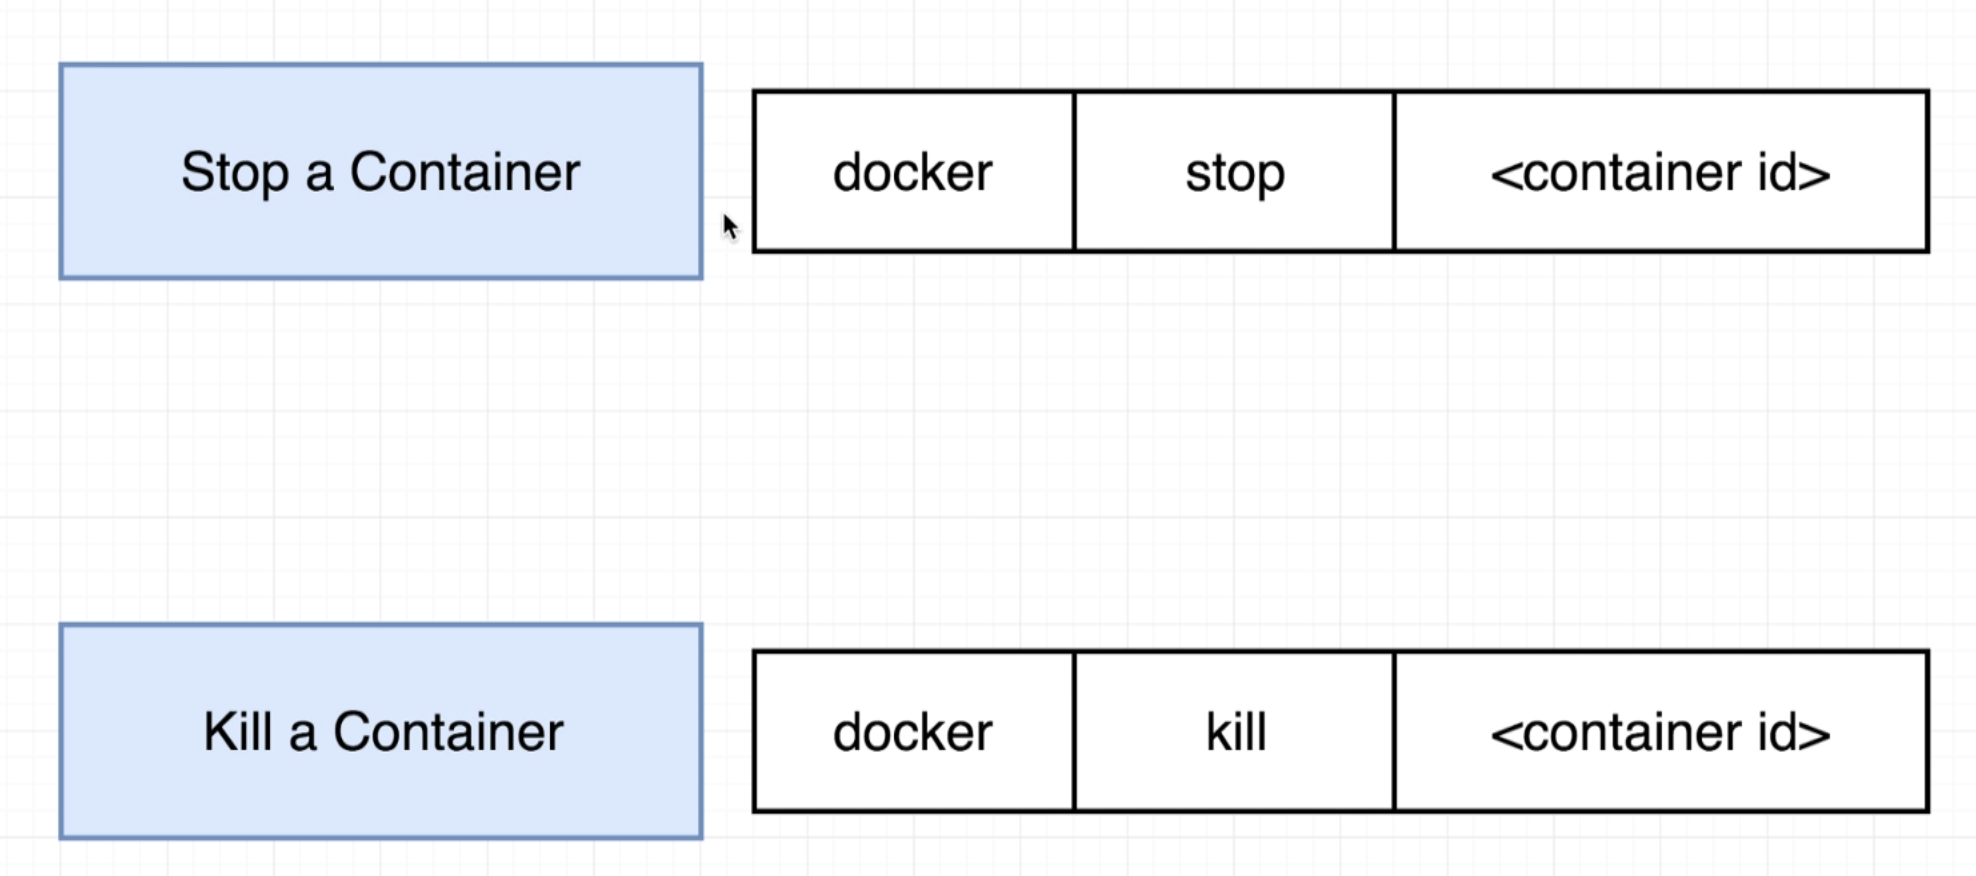 Stop a Container
docker stop <container id>
Kill a Container
docker kill <container id>